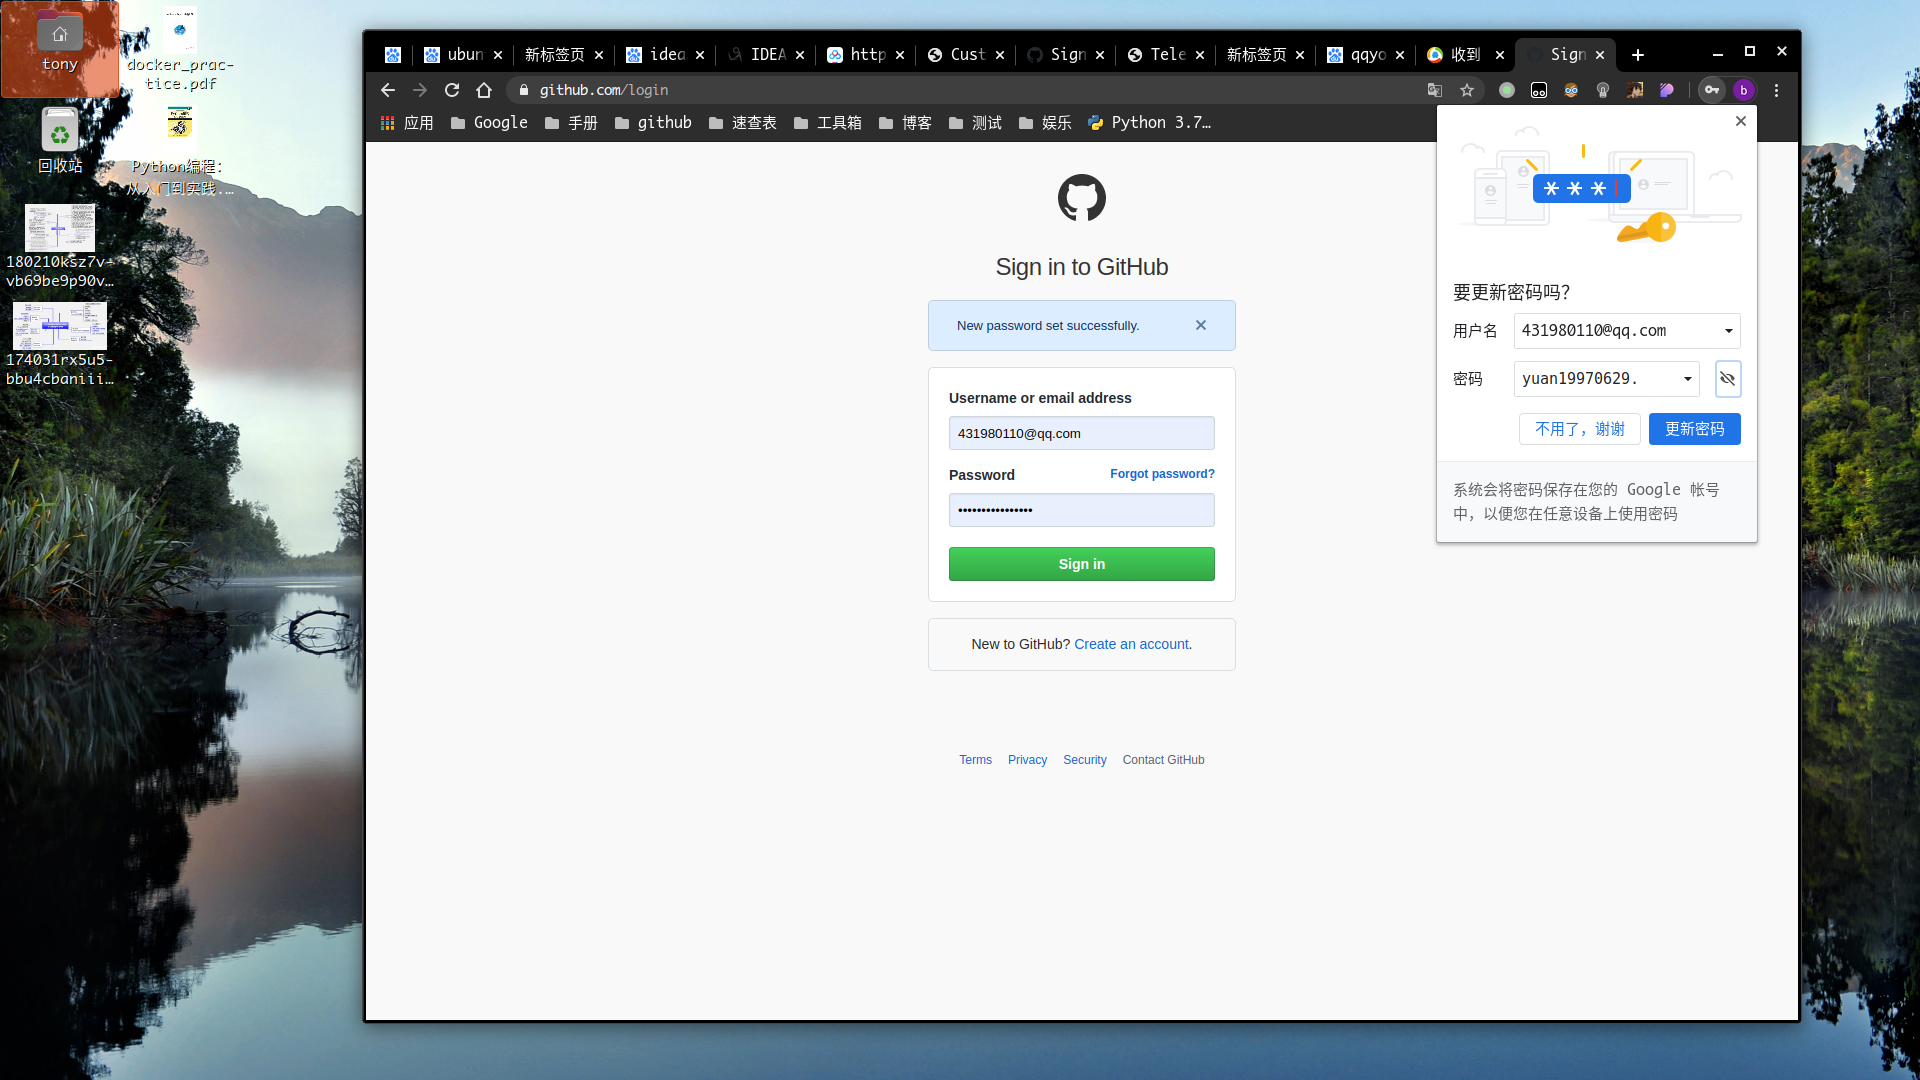 tony
docker_prac-
tice.pdf
回收站
Python编程:
从入门到实践.…
180210ksz7v-
vb69be9p90v…
174031rx5u5-
bbu4cbaniii…
ubun
新标签页
idea
IDEA
http
Cust
Sign
Tele
新标签页
qqyo
收到
Sign
github.com/login
b
应用
Google
手册
github
速查表
工具箱
博客
测试
娱乐
Python 3.7…
Sign in to GitHub
New password set successfully.
Username or email address
431980110@qq.com
Password
Forgot password?
••••••••••••••••
Sign in
New to GitHub? Create an account.
Terms
Privacy
Security
Contact GitHub
* * *
要更新密码吗？
用户名
431980110@qq.com
密码
yuan19970629.
不用了，谢谢
更新密码
系统会将密码保存在您的 Google 帐号
中，以便您在任意设备上使用密码